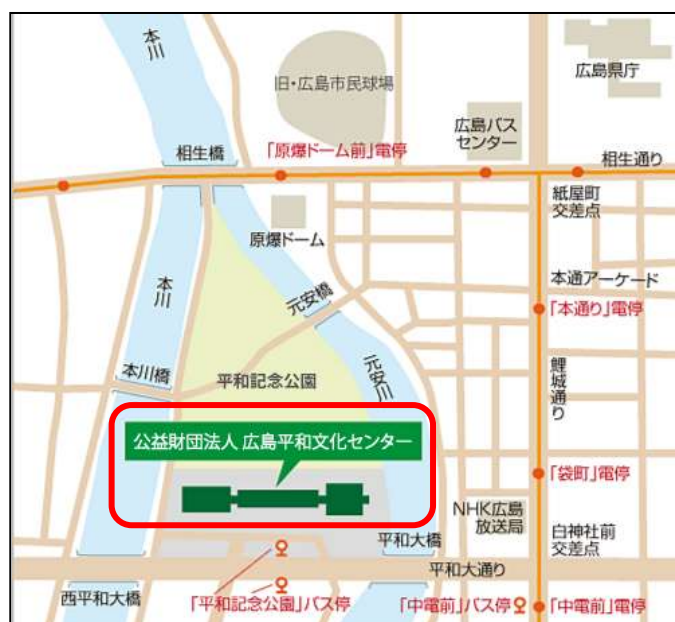 本川
旧・広島市民球場
広島県庁
広島バス
センター
相生橋
「原爆ドーム前」電停
相生通り
紙屋町
交差点
原爆ドーム
本川
元安橋
本通アーケード
「本通り」電停
本川橋
平和記念公園
元安川
鯉城通り
公益財団法人 広島平和文化センター
「袋町」電停
NHK広島
放送局
白神社前
交差点
平和大橋
平和大通り
西平和大橋
「平和記念公園」バス停
「中電前」バス停
「中電前」電停